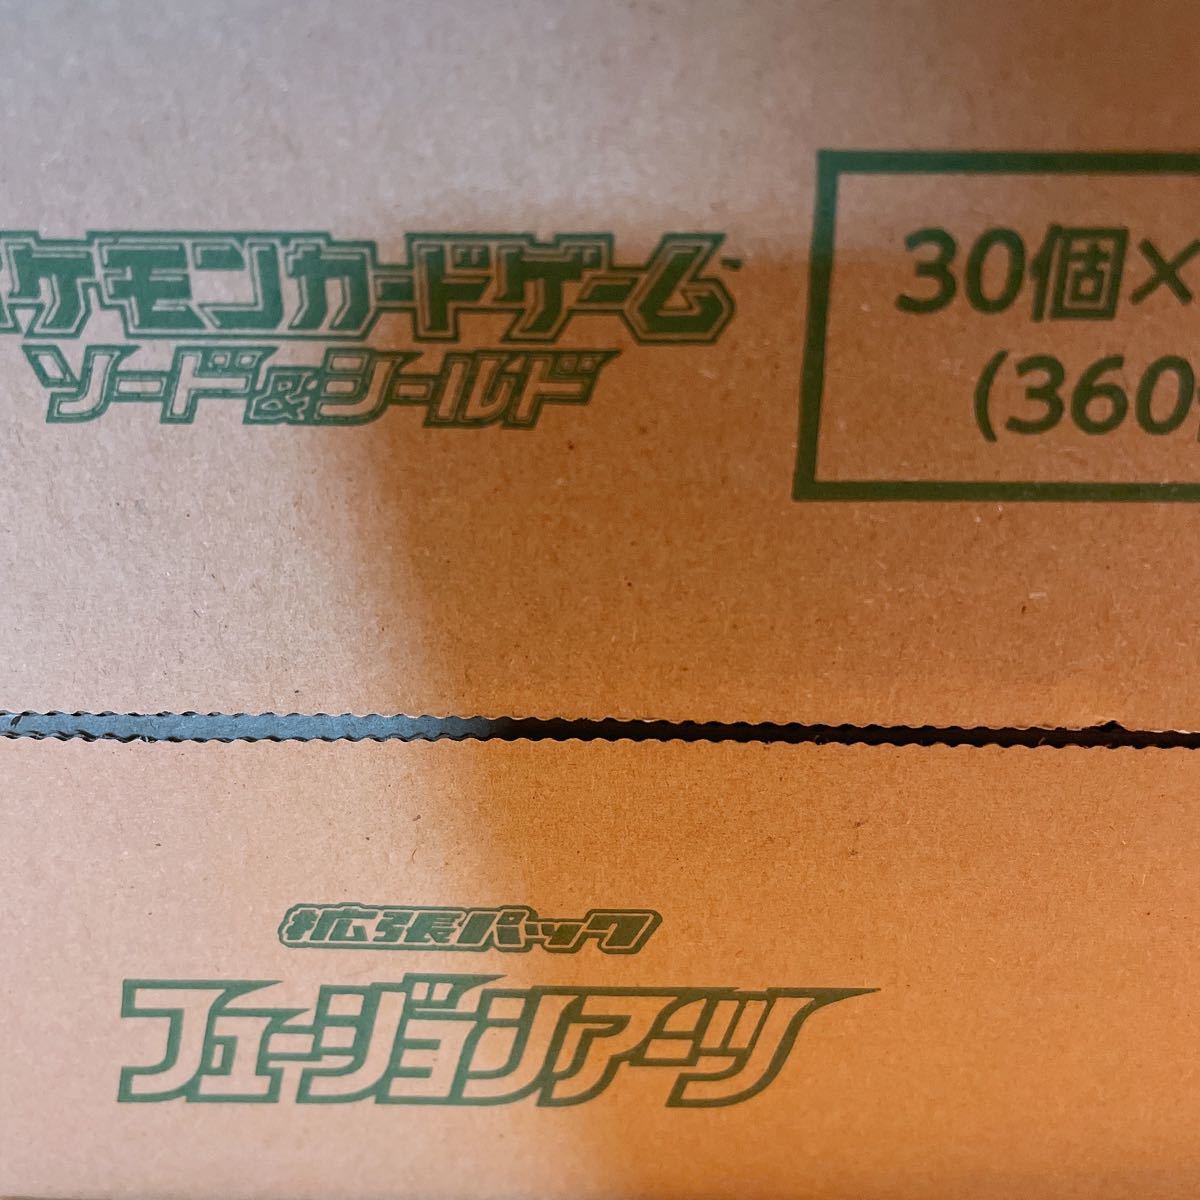 ポケモンカードゲーム
ソード&シールド
30個×
(360
拡張パック
フュージョンアーツ